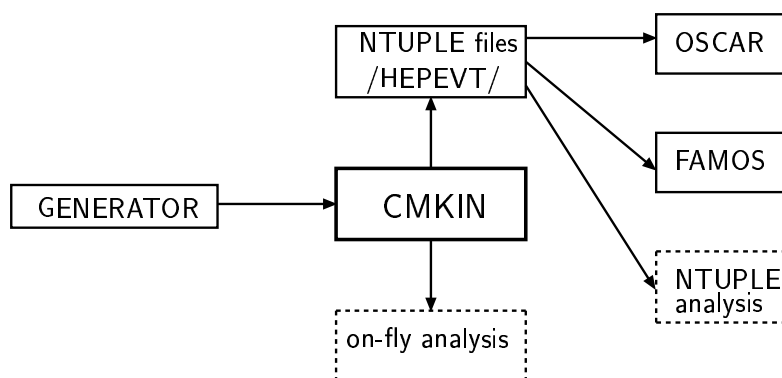 NTUPLE files
/HEPEVT/
OSCAR
FAMOS
GENERATOR
CMKIN
NTUPLE
analysis
on-fly analysis